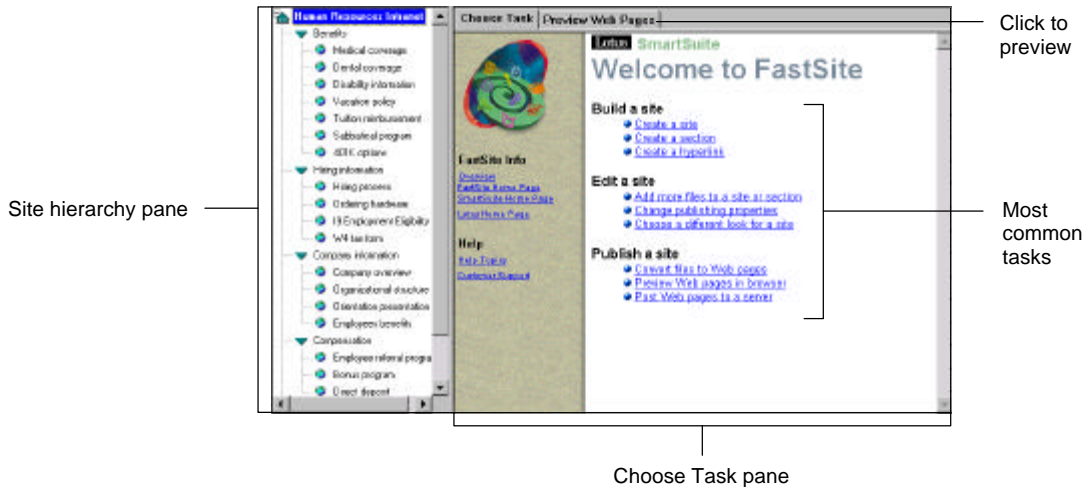 Human Resources Intranet
Benefits
Medical coverage
Dental coverage
Disability information
Vacation policy
Tuition reimbursement
Sabbatical program
401K options
Hiring information
Hiring process
Ordering hardware
I9 Employment Eligibility
W4 tax form
Company information
Company overview
Organizational structure
Orientation presentation
Employees benefits
Compensation
Employee referral progra
Bonus program
Direct deposit
Site hierarchy pane
Choose Task
Preview Web Pages
Click to
preview
FastSite Info
Overview
FastSite Home Page
SmartSuite Home Page
Lotus Home Page
Help
Help Topics
Customer Support
Lotus SmartSuite
Welcome to FastSite
Build a site
Create a site
Create a section
Create a hyperlink
Edit a site
Add more files to a site or section
Change publishing properties
Choose a different look for a site
Publish a site
Convert files to Web pages
Preview Web pages in browser
Post Web pages to a server
Most
common
tasks
Choose Task pane